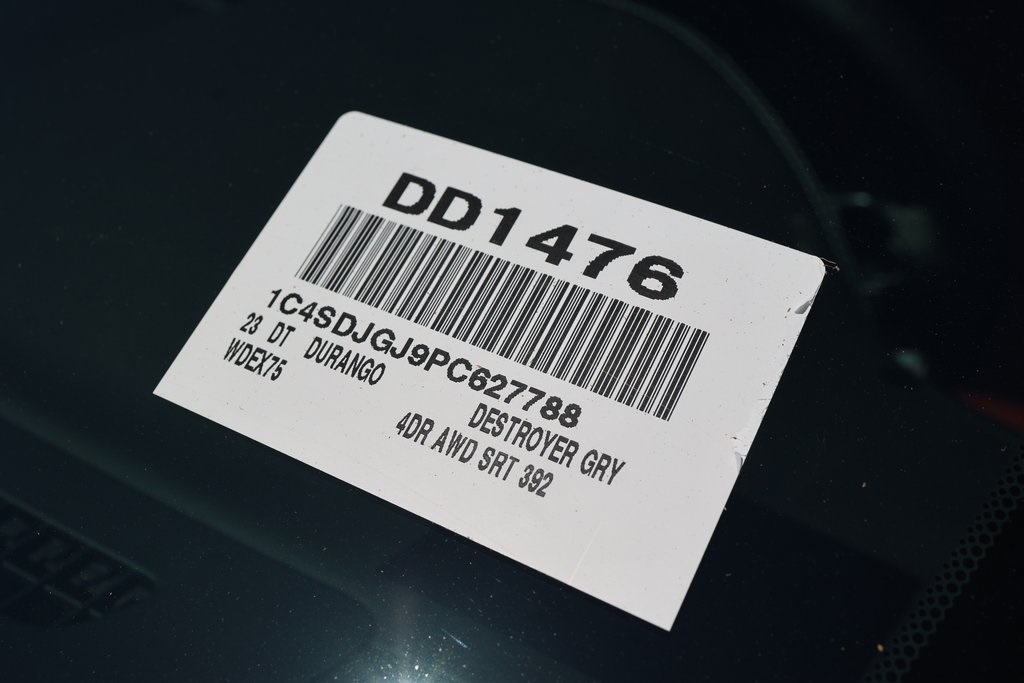 DD1476
1C4SDJGJ9PC627788
23 DT DURANGO DESTROYER GRY
WDEX75 4DR AWD SRT 392